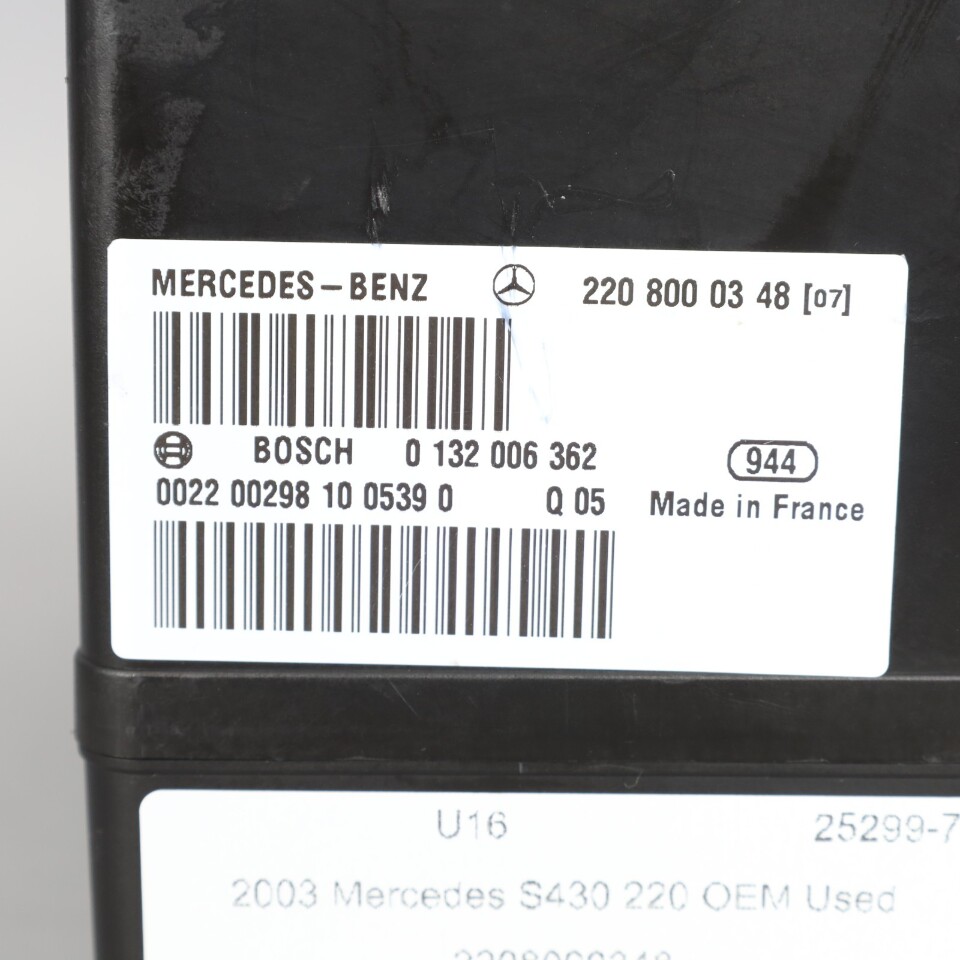 MERCEDES-BENZ 220 800 03 48 [07]
BOSCH 0 132 006 362
944
0022 00298 10 0539 0 Q 05
Made in France
U16 25299-7
2003 Mercedes S430 220 OEM Used
2208000348